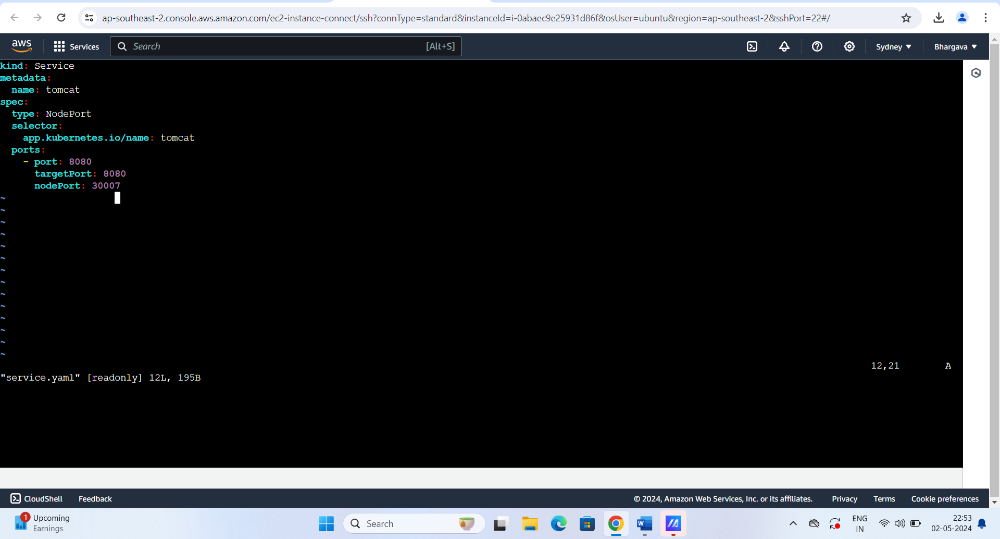 ap-southeast-2.console.aws.amazon.com/ec2-instance-connect/ssh?connType=standard&instanceId=i-0abaec9e25931d86f&osUser=ubuntu&region=ap-southeast-2&sshPort=22#/
aws Services Search [Alt+S] Sydney ▼ Bhargava ▼
kind: Service
metadata:
  name: tomcat
spec:
  type: NodePort
  selector:
    app.kubernetes.io/name: tomcat
  ports:
    - port: 8080
      targetPort: 8080
      nodePort: 30007
~
~
~
~
~
~
~
~
~
~
~
~
~
~
12,21 A
"service.yaml" [readonly] 12L, 195B
CloudShell Feedback © 2024, Amazon Web Services, Inc. or its affiliates. Privacy Terms Cookie preferences
1 Upcoming
Earnings
Search
W
ENG
IN
22:53
02-05-2024